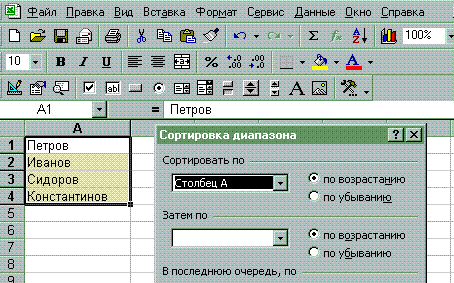 Файл Правка Вид Вставка Формат Сервис Данные Окно Справка
100%
10 Ж К Ч %
ab|
A1 = Петров
A
1 Петров
2 Иванов
3 Сидоров
4 Константинов
5
6
7
8
9
Сортировка диапазона
Сортировать по
Столбец A
по возрастанию
по убыванию
Затем по
по возрастанию
по убыванию
В последнюю очередь, по